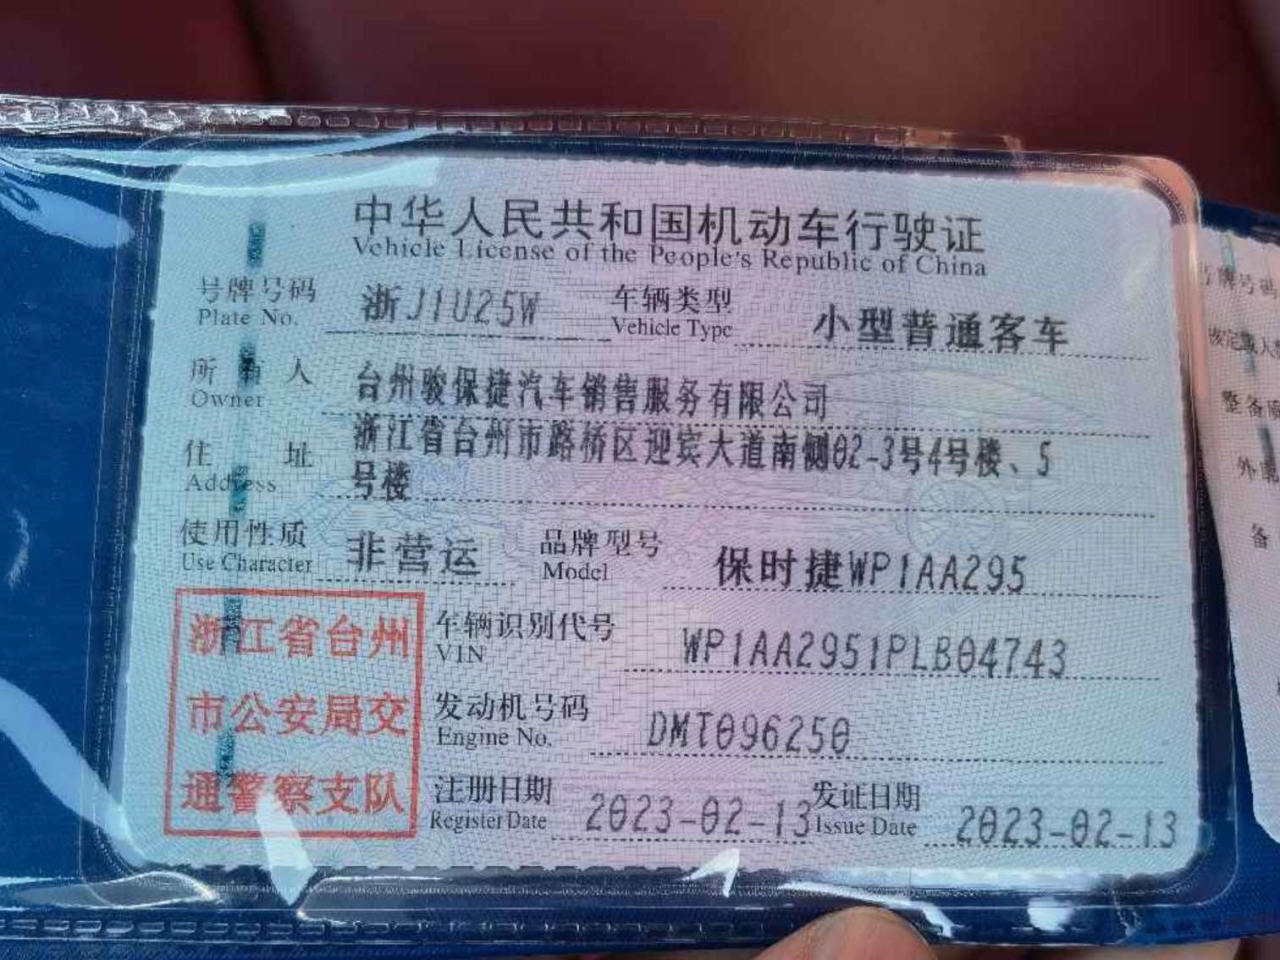 中华人民共和国机动车行驶证
Vehicle License of the People's Republic of China
号牌号码 浙J1U25W 车辆类型 小型普通客车
Plate No. Vehicle Type
所有人 台州骏保捷汽车销售服务有限公司
Owner
住址 浙江省台州市路桥区迎宾大道南侧02-3号4号楼、5
Address 号楼
使用性质 非营运 品牌型号 保时捷WP1AA295
Use Character Model
浙江省台州
市公安局交
通警察支队
车辆识别代号 WP1AA2951PLB04743
VIN
发动机号码 DMT096250
Engine No.
注册日期 2023-02-13 发证日期 2023-02-13
Register Date Issue Date
号牌号码
整备
外
备